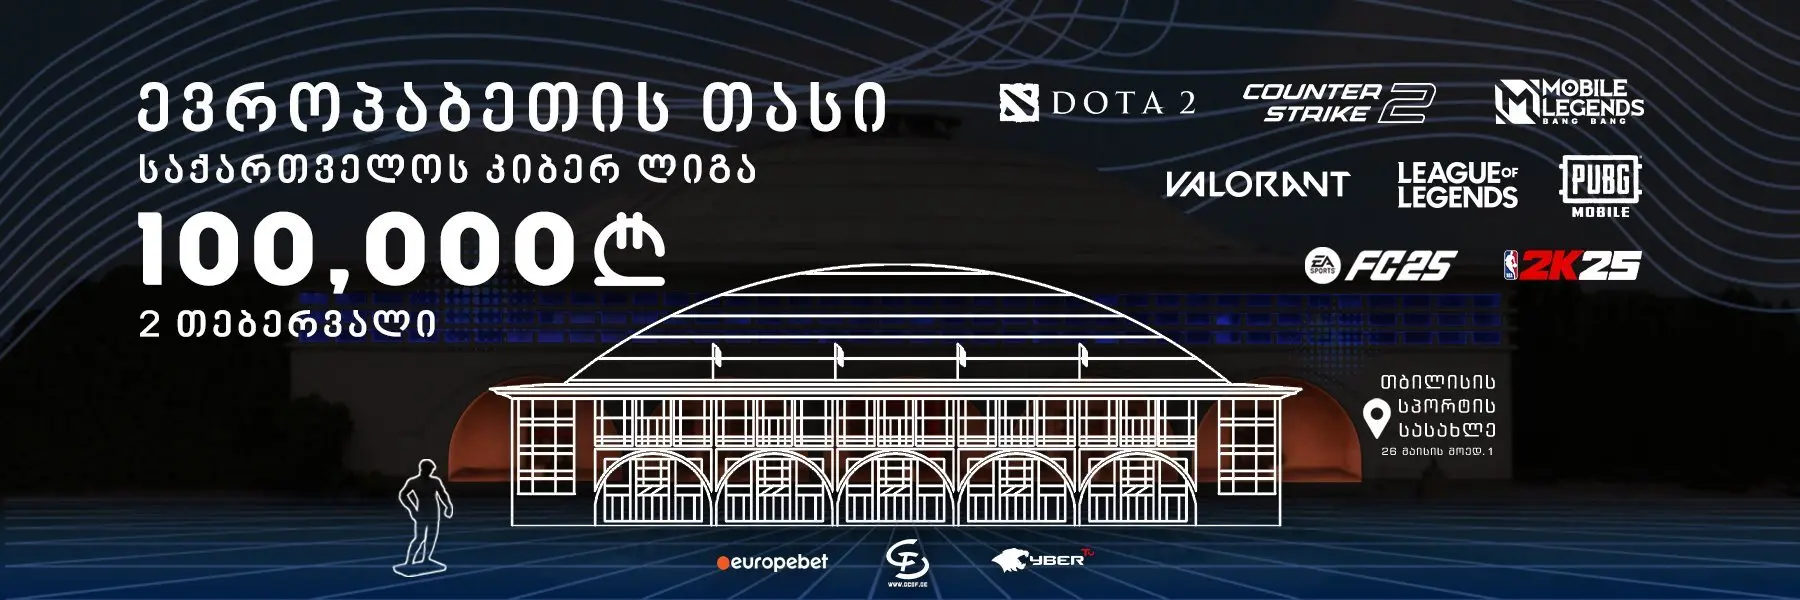 ევროპაბეთის თასი
საქართველოს კიბერ ლიგა
100,000 ₾
2 თებერვალი
DOTA 2
COUNTER STRIKE 2
MOBILE LEGENDS
BANG BANG
VALORANT
LEAGUE OF LEGENDS
PUBG MOBILE
EA SPORTS FC25
NBA 2K25
თბილისის
სპორტის
სასახლე
26 მაისის მოედ.1
europebet
WWW.GCSF.GE
CYBER TV